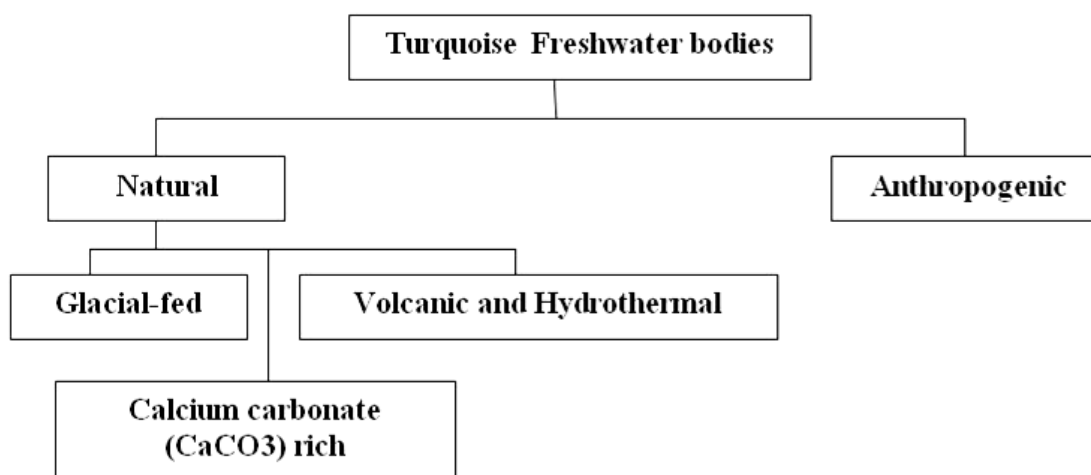 Turquoise Freshwater bodies
Natural
Anthropogenic
Glacial-fed
Volcanic and Hydrothermal
Calcium carbonate
(CaCO3) rich